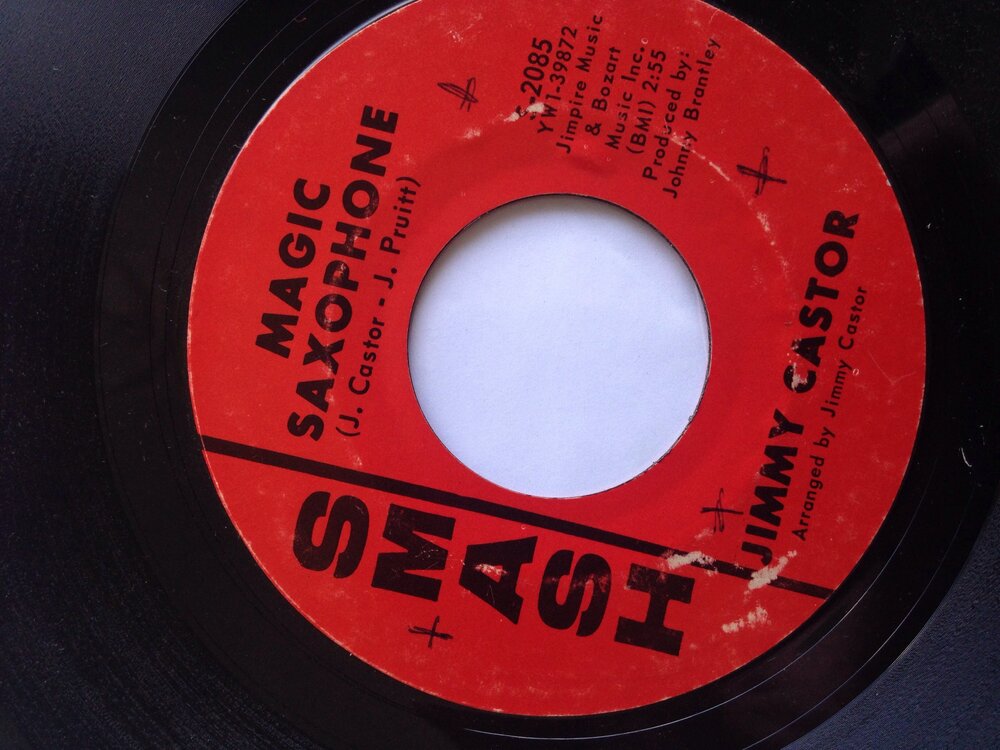 SMASH
MAGIC
SAXOPHONE
(J. Castor - J. Pruitt)
S-2085
YW1-39872
Jimpire Music
& Bozart
Music Inc.
(BMI) 2:55
Produced by:
Johnny Brantley
JIMMY CASTOR
Arranged by Jimmy Castor